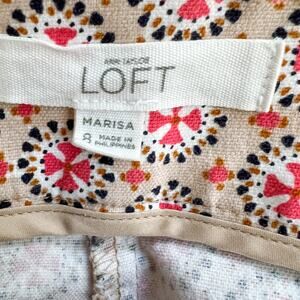 ANN TAYLOR
LOFT
MARISA
8 MADE IN
PHILIPPINES